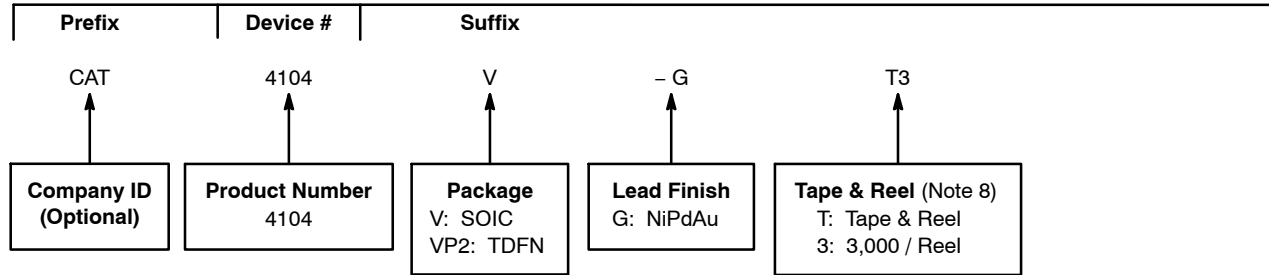 Prefix Device # Suffix
CAT 4104 V – G T3
Company ID
(Optional)
Product Number
4104
Package
V: SOIC
VP2: TDFN
Lead Finish
G: NiPdAu
Tape & Reel (Note 8)
T: Tape & Reel
3: 3,000 / Reel